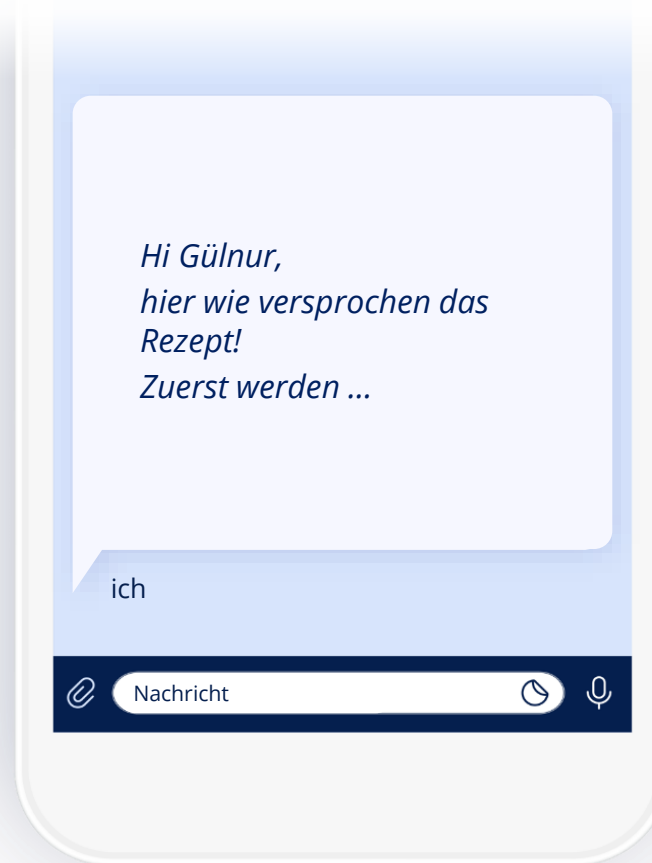 Hi Gülnur,
hier wie versprochen das
Rezept!
Zuerst werden ...
ich
Nachricht